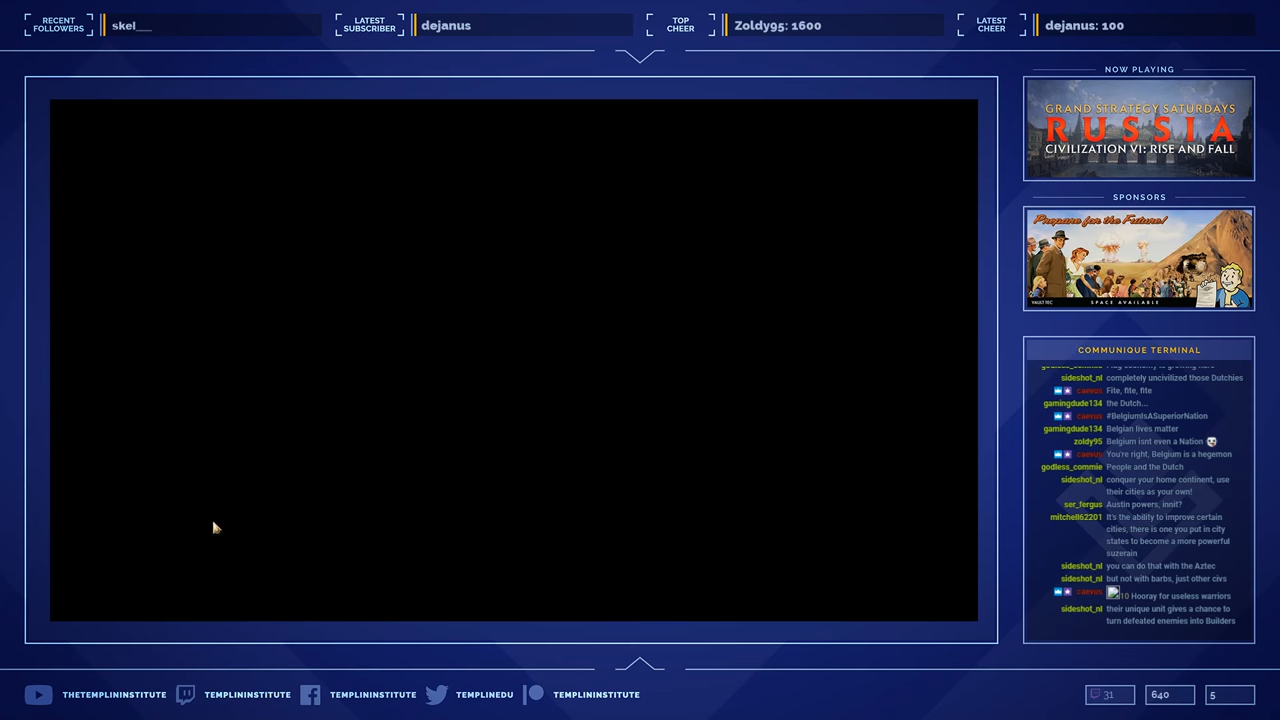 RECENT
FOLLOWERS
skel___
LATEST
SUBSCRIBER
dejanus
TOP
CHEER
Zoldy95: 1600
LATEST
CHEER
dejanus: 100
NOW PLAYING
GRAND STRATEGY SATURDAYS
RUSSIA
CIVILIZATION VI: RISE AND FALL
SPONSORS
Prepare for the Future!
VAULT-TEC
SPACE AVAILABLE
COMMUNIQUE TERMINAL
sideshot_nl completely uncivilized those Dutchies
caevus Fite, fite, fite
gamingdude134 the Dutch...
caevus #BelgiumIsASuperiorNation
gamingdude134 Belgian lives matter
zoldy95 Belgium isnt even a Nation
caevus You're right, Belgium is a hegemon
godless_commie People and the Dutch
sideshot_nl conquer your home continent, use
their cities as your own!
ser_fergus Austin powers, innit?
mitchell62201 It's the ability to improve certain
cities, there is one you put in city
states to become a more powerful
suzerain
sideshot_nl you can do that with the Aztec
sideshot_nl but not with barbs, just other civs
caevus 10 Hooray for useless warriors
sideshot_nl their unique unit gives a chance to
turn defeated enemies into Builders
THETEMPLININSTITUTE
TEMPLININSTITUTE
TEMPLININSTITUTE
TEMPLINEDU
TEMPLININSTITUTE
31
640
5